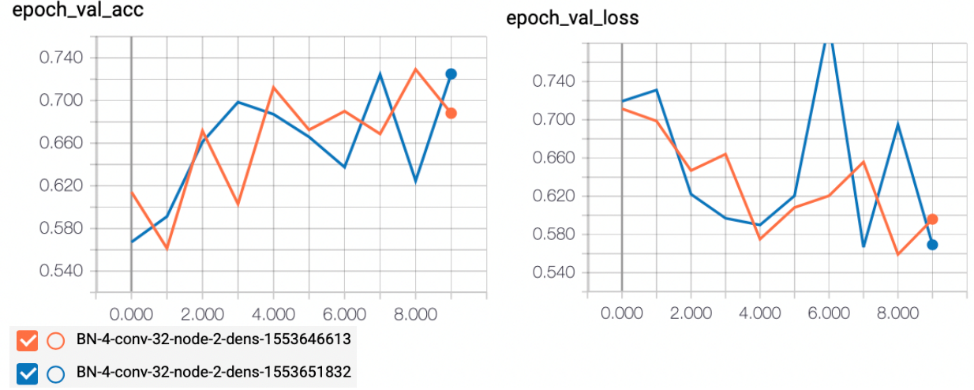 epoch_val_acc
0.740
0.700
0.660
0.620
0.580
0.540
0.000 2.000 4.000 6.000 8.000
epoch_val_loss
0.740
0.700
0.660
0.620
0.580
0.540
0.000 2.000 4.000 6.000 8.000
BN-4-conv-32-node-2-dens-1553646613
BN-4-conv-32-node-2-dens-1553651832